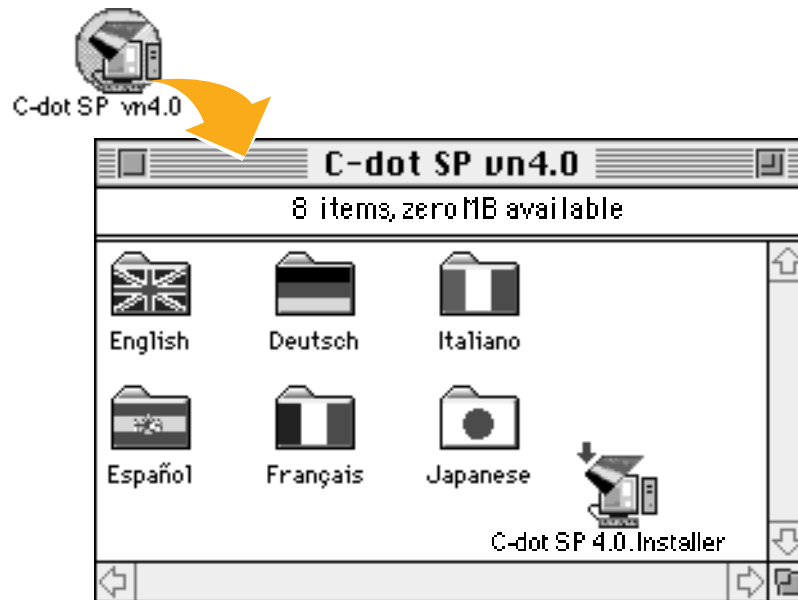 C-dot SP vn4.0
C-dot SP vn4.0
8 items, zero MB available
English Deutsch Italiano
Español Français Japanese
C-dot SP 4.0.Installer